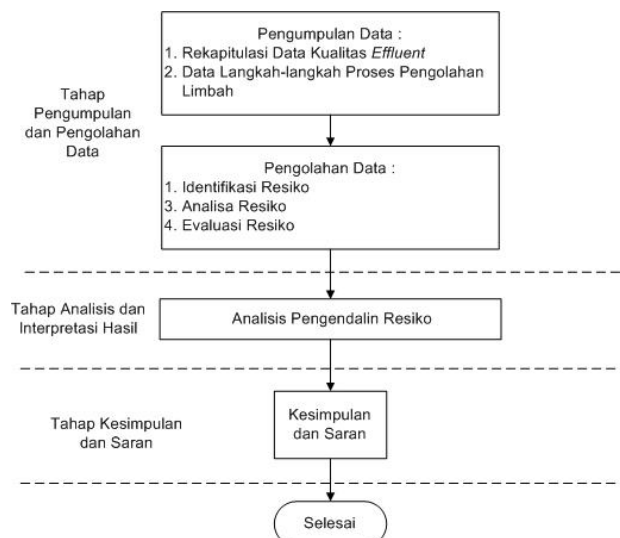 Pengumpulan Data :
1. Rekapitulasi Data Kualitas Effluent
2. Data Langkah-langkah Proses Pengolahan
Limbah
Tahap
Pengumpulan
dan Pengolahan
Data
Pengolahan Data :
1. Identifikasi Resiko
3. Analisa Resiko
4. Evaluasi Resiko
Tahap Analisis dan
Interpretasi Hasil
Analisis Pengendalin Resiko
Tahap Kesimpulan
dan Saran
Kesimpulan
dan Saran
Selesai